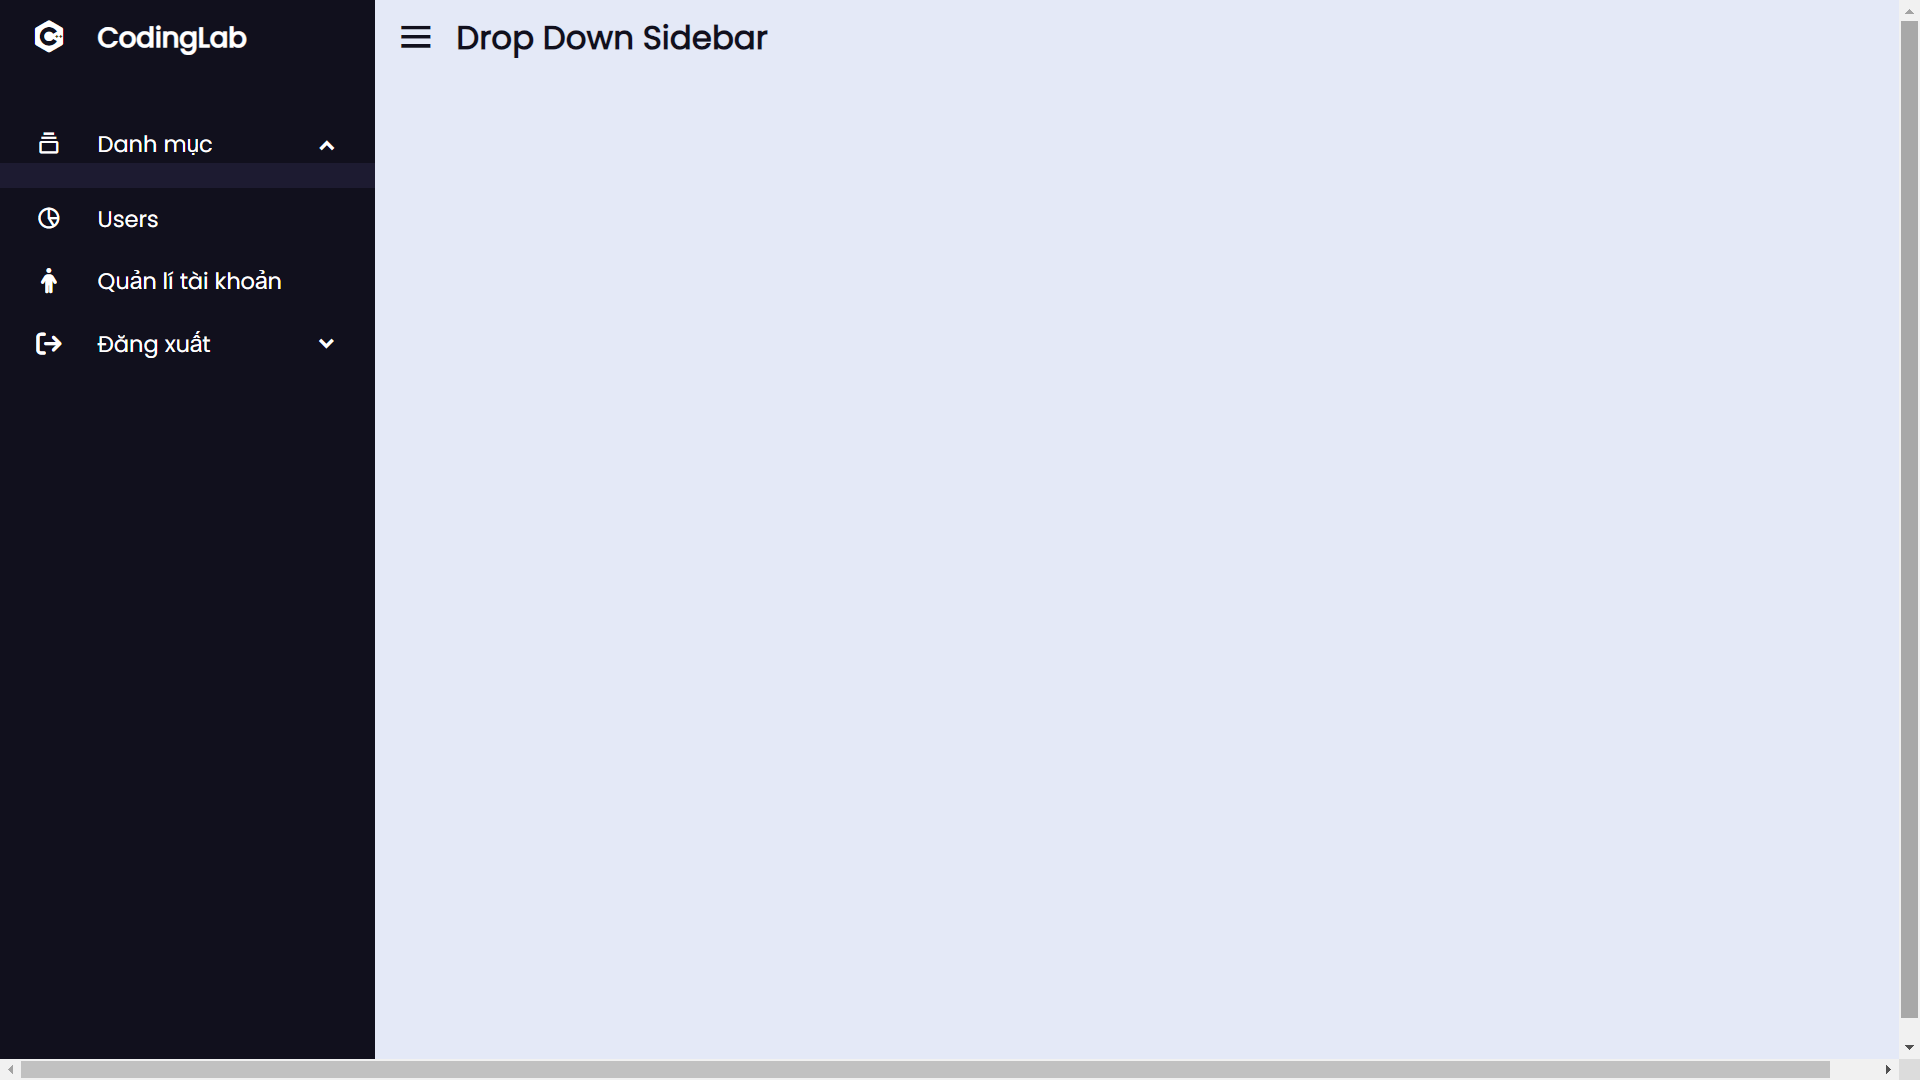 CodingLab
Drop Down Sidebar
Danh mục
Users
Quản lí tài khoản
Đăng xuất